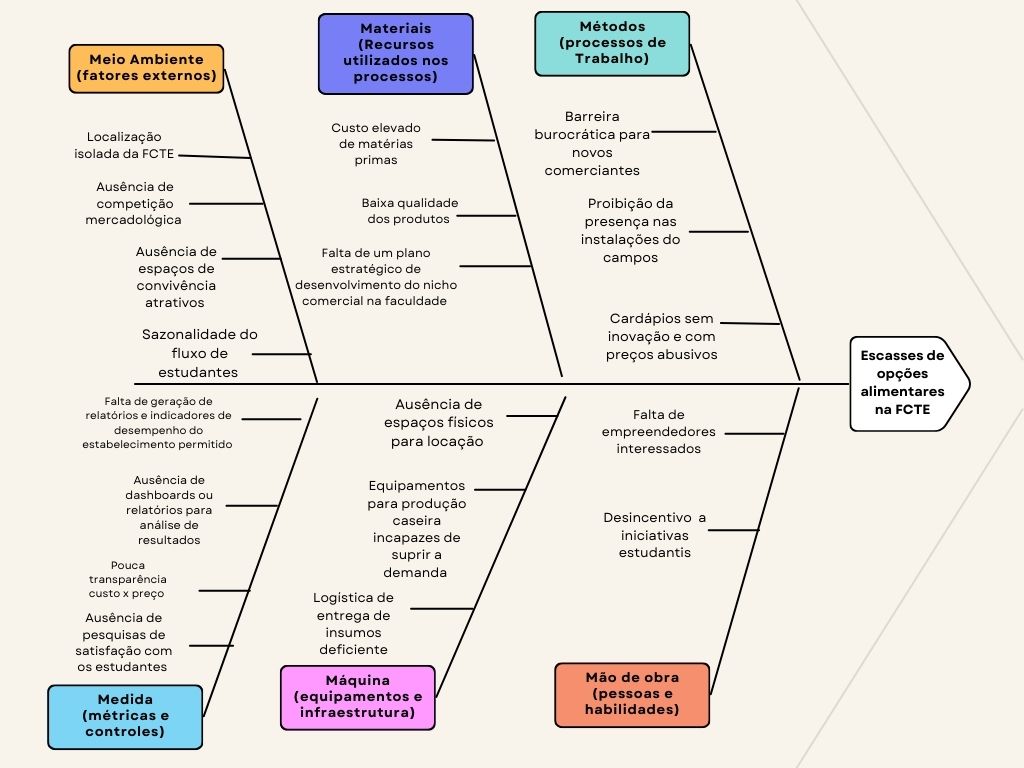 Meio Ambiente
(fatores externos)
Localização
isolada da FCTE
Ausência de
competição
mercadológica
Ausência de
espaços de
convivência
atrativos
Sazonalidade do
fluxo de
estudantes
Materiais
(Recursos
utilizados nos
processos)
Custo elevado
de matérias
primas
Baixa qualidade
dos produtos
Falta de um plano
estratégico de
desenvolvimento do nicho
comercial na faculdade
Métodos
(processos de
Trabalho)
Barreira
burocrática para
novos
comerciantes
Proibição da
presença nas
instalações do
campos
Cardápios sem
inovação e com
preços abusivos
Escasses de
opções
alimentares
na FCTE
Falta de geração de
relatórios e indicadores de
desempenho do
estabelecimento permitido
Ausência de
dashboards ou
relatórios para
análise de
resultados
Pouca
transparência
custo x preço
Ausência de
pesquisas de
satisfação com
os estudantes
Medida
(métricas e
controles)
Ausência de
espaços físicos
para locação
Equipamentos
para produção
caseira
incapazes de
suprir a
demanda
Logística de
entrega de
insumos
deficiente
Máquina
(equipamentos e
infraestrutura)
Falta de
empreendedores
interessados
Desincentivo a
iniciativas
estudantis
Mão de obra
(pessoas e
habilidades)